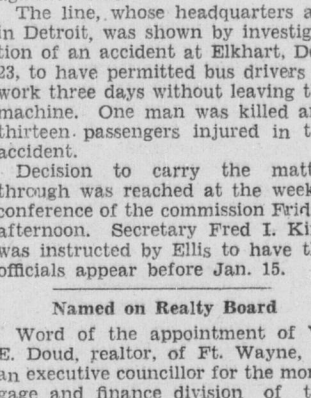 The line, whose headquarters a
in Detroit, was shown by investig
tion of an accident at Elkhart, De
23, to have permitted bus drivers
work three days without leaving t
machine. One man was killed a
thirteen passengers injured in t
accident.
Decision to carry the matt
through was reached at the week
conference of the commission Frid
afternoon. Secretary Fred I. Ki
was instructed by Ellis to have t
officials appear before Jan. 15.
Named on Realty Board
Word of the appointment of
E. Doud, realtor, of Ft. Wayne,
an executive councillor for the mor
gage and finance division of t